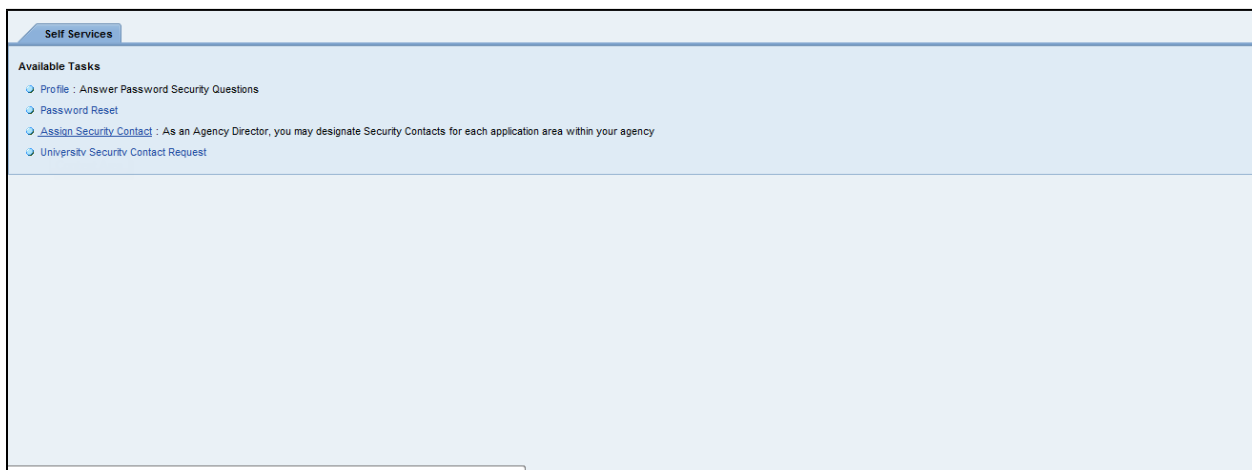 Self Services
Available Tasks
Profile : Answer Password Security Questions
Password Reset
Assign Security Contact : As an Agency Director, you may designate Security Contacts for each application area within your agency
University Security Contact Request